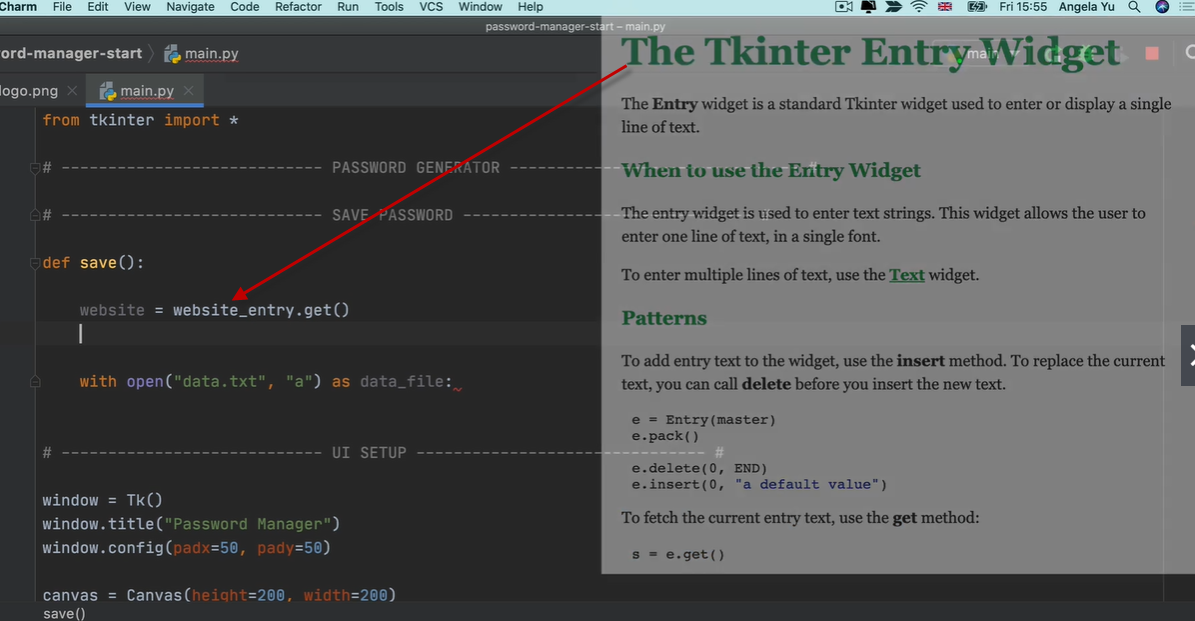 Charm File Edit View Navigate Code Refactor Run Tools VCS Window Help Fri 15:55 Angela Yu
password-manager-start – main.py
ord-manager-start main.py main
logo.png main.py
from tkinter import *
# ---------------------------- PASSWORD GENERATOR ------------------------------- #
# ---------------------------- SAVE PASSWORD ------------------------------- #
def save():
website = website_entry.get()
with open("data.txt", "a") as data_file:
# ---------------------------- UI SETUP ------------------------------- #
window = Tk()
window.title("Password Manager")
window.config(padx=50, pady=50)
canvas = Canvas(height=200, width=200)
save()
The Tkinter Entry Widget
The Entry widget is a standard Tkinter widget used to enter or display a single
line of text.
When to use the Entry Widget
The entry widget is used to enter text strings. This widget allows the user to
enter one line of text, in a single font.
To enter multiple lines of text, use the Text widget.
Patterns
To add entry text to the widget, use the insert method. To replace the current
text, you can call delete before you insert the new text.
e = Entry(master)
e.pack()
e.delete(0, END)
e.insert(0, "a default value")
To fetch the current entry text, use the get method:
s = e.get()